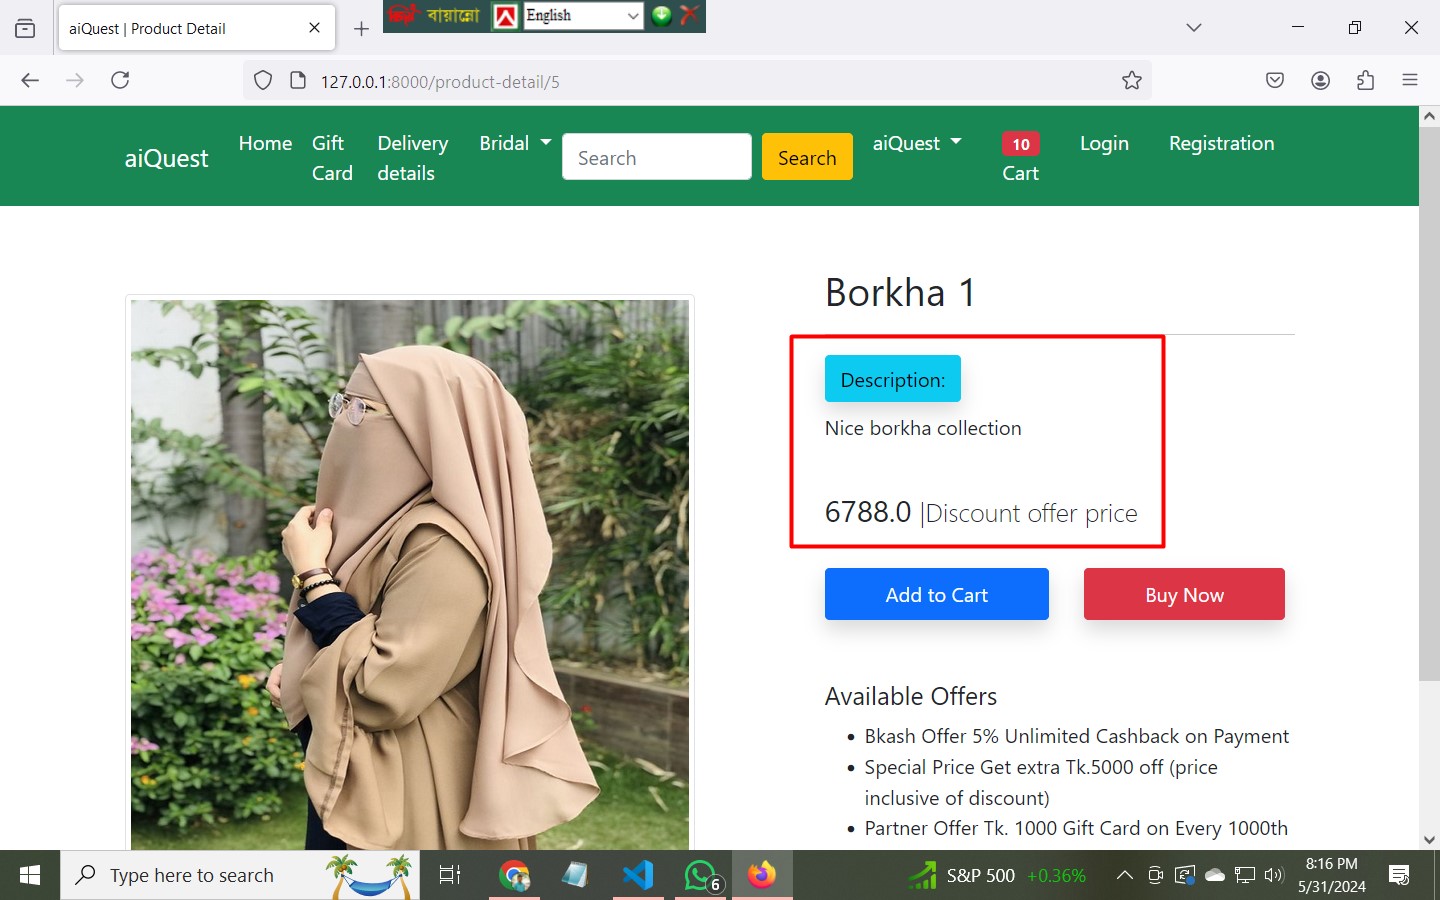 aiQuest | Product Detail
বায়ান্নো
English
127.0.0.1:8000/product-detail/5
aiQuest
Home
Gift Card
Delivery details
Bridal
Search
Search
aiQuest
10
Cart
Login
Registration
Borkha 1
Description:
Nice borkha collection
6788.0 |Discount offer price
Add to Cart
Buy Now
Available Offers
Bkash Offer 5% Unlimited Cashback on Payment
Special Price Get extra Tk.5000 off (price
inclusive of discount)
Partner Offer Tk. 1000 Gift Card on Every 1000th
Type here to search
6
S&P 500 +0.36%
8:16 PM
5/31/2024